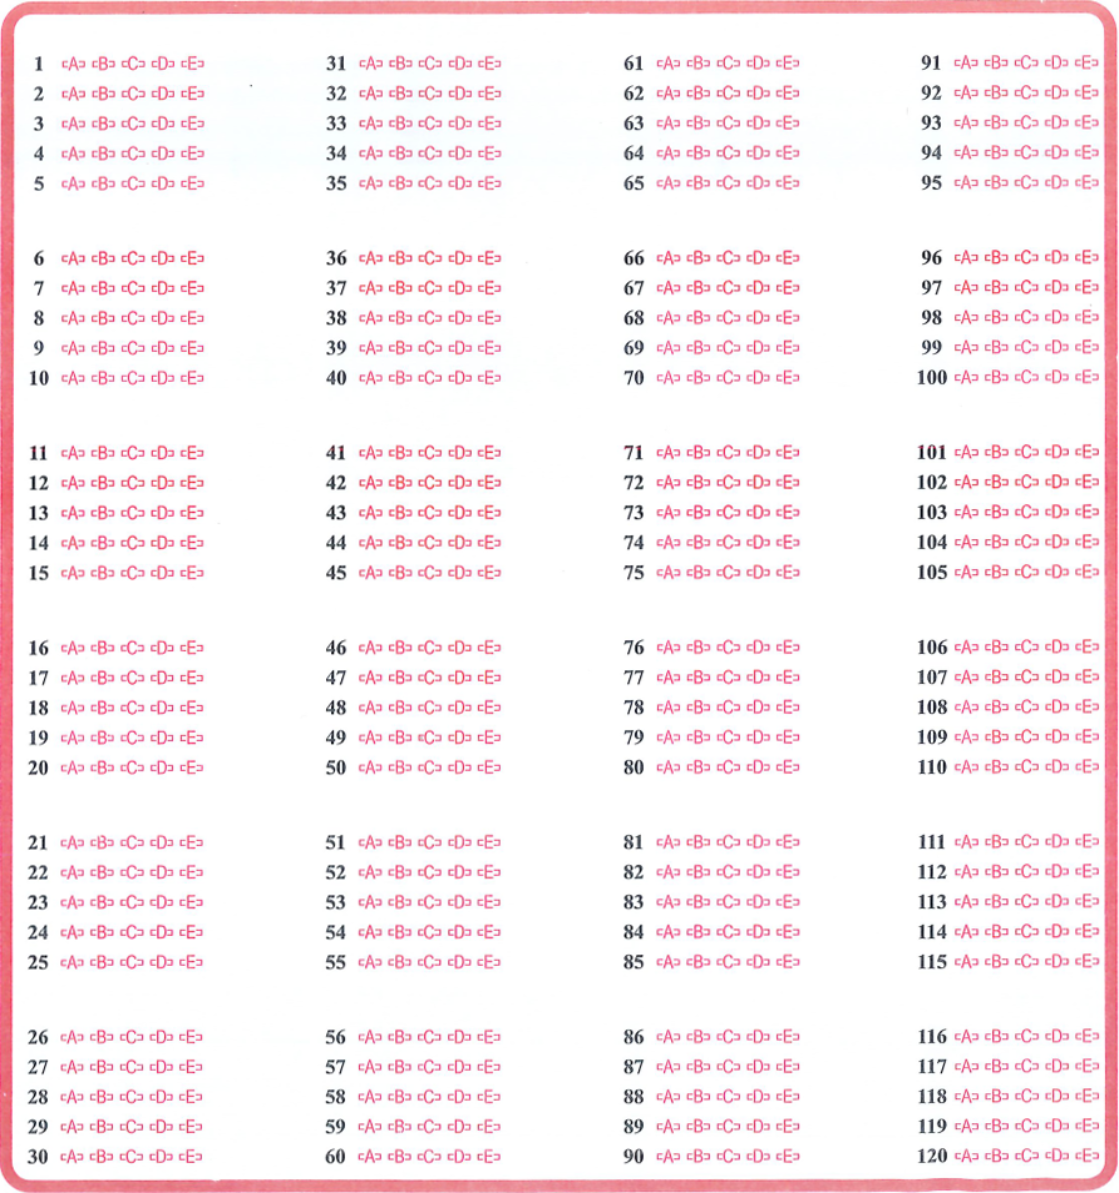 1 [A] [B] [C] [D] [E]
2 [A] [B] [C] [D] [E]
3 [A] [B] [C] [D] [E]
4 [A] [B] [C] [D] [E]
5 [A] [B] [C] [D] [E]
6 [A] [B] [C] [D] [E]
7 [A] [B] [C] [D] [E]
8 [A] [B] [C] [D] [E]
9 [A] [B] [C] [D] [E]
10 [A] [B] [C] [D] [E]
11 [A] [B] [C] [D] [E]
12 [A] [B] [C] [D] [E]
13 [A] [B] [C] [D] [E]
14 [A] [B] [C] [D] [E]
15 [A] [B] [C] [D] [E]
16 [A] [B] [C] [D] [E]
17 [A] [B] [C] [D] [E]
18 [A] [B] [C] [D] [E]
19 [A] [B] [C] [D] [E]
20 [A] [B] [C] [D] [E]
21 [A] [B] [C] [D] [E]
22 [A] [B] [C] [D] [E]
23 [A] [B] [C] [D] [E]
24 [A] [B] [C] [D] [E]
25 [A] [B] [C] [D] [E]
26 [A] [B] [C] [D] [E]
27 [A] [B] [C] [D] [E]
28 [A] [B] [C] [D] [E]
29 [A] [B] [C] [D] [E]
30 [A] [B] [C] [D] [E]
31 [A] [B] [C] [D] [E]
32 [A] [B] [C] [D] [E]
33 [A] [B] [C] [D] [E]
34 [A] [B] [C] [D] [E]
35 [A] [B] [C] [D] [E]
36 [A] [B] [C] [D] [E]
37 [A] [B] [C] [D] [E]
38 [A] [B] [C] [D] [E]
39 [A] [B] [C] [D] [E]
40 [A] [B] [C] [D] [E]
41 [A] [B] [C] [D] [E]
42 [A] [B] [C] [D] [E]
43 [A] [B] [C] [D] [E]
44 [A] [B] [C] [D] [E]
45 [A] [B] [C] [D] [E]
46 [A] [B] [C] [D] [E]
47 [A] [B] [C] [D] [E]
48 [A] [B] [C] [D] [E]
49 [A] [B] [C] [D] [E]
50 [A] [B] [C] [D] [E]
51 [A] [B] [C] [D] [E]
52 [A] [B] [C] [D] [E]
53 [A] [B] [C] [D] [E]
54 [A] [B] [C] [D] [E]
55 [A] [B] [C] [D] [E]
56 [A] [B] [C] [D] [E]
57 [A] [B] [C] [D] [E]
58 [A] [B] [C] [D] [E]
59 [A] [B] [C] [D] [E]
60 [A] [B] [C] [D] [E]
61 [A] [B] [C] [D] [E]
62 [A] [B] [C] [D] [E]
63 [A] [B] [C] [D] [E]
64 [A] [B] [C] [D] [E]
65 [A] [B] [C] [D] [E]
66 [A] [B] [C] [D] [E]
67 [A] [B] [C] [D] [E]
68 [A] [B] [C] [D] [E]
69 [A] [B] [C] [D] [E]
70 [A] [B] [C] [D] [E]
71 [A] [B] [C] [D] [E]
72 [A] [B] [C] [D] [E]
73 [A] [B] [C] [D] [E]
74 [A] [B] [C] [D] [E]
75 [A] [B] [C] [D] [E]
76 [A] [B] [C] [D] [E]
77 [A] [B] [C] [D] [E]
78 [A] [B] [C] [D] [E]
79 [A] [B] [C] [D] [E]
80 [A] [B] [C] [D] [E]
81 [A] [B] [C] [D] [E]
82 [A] [B] [C] [D] [E]
83 [A] [B] [C] [D] [E]
84 [A] [B] [C] [D] [E]
85 [A] [B] [C] [D] [E]
86 [A] [B] [C] [D] [E]
87 [A] [B] [C] [D] [E]
88 [A] [B] [C] [D] [E]
89 [A] [B] [C] [D] [E]
90 [A] [B] [C] [D] [E]
91 [A] [B] [C] [D] [E]
92 [A] [B] [C] [D] [E]
93 [A] [B] [C] [D] [E]
94 [A] [B] [C] [D] [E]
95 [A] [B] [C] [D] [E]
96 [A] [B] [C] [D] [E]
97 [A] [B] [C] [D] [E]
98 [A] [B] [C] [D] [E]
99 [A] [B] [C] [D] [E]
100 [A] [B] [C] [D] [E]
101 [A] [B] [C] [D] [E]
102 [A] [B] [C] [D] [E]
103 [A] [B] [C] [D] [E]
104 [A] [B] [C] [D] [E]
105 [A] [B] [C] [D] [E]
106 [A] [B] [C] [D] [E]
107 [A] [B] [C] [D] [E]
108 [A] [B] [C] [D] [E]
109 [A] [B] [C] [D] [E]
110 [A] [B] [C] [D] [E]
111 [A] [B] [C] [D] [E]
112 [A] [B] [C] [D] [E]
113 [A] [B] [C] [D] [E]
114 [A] [B] [C] [D] [E]
115 [A] [B] [C] [D] [E]
116 [A] [B] [C] [D] [E]
117 [A] [B] [C] [D] [E]
118 [A] [B] [C] [D] [E]
119 [A] [B] [C] [D] [E]
120 [A] [B] [C] [D] [E]